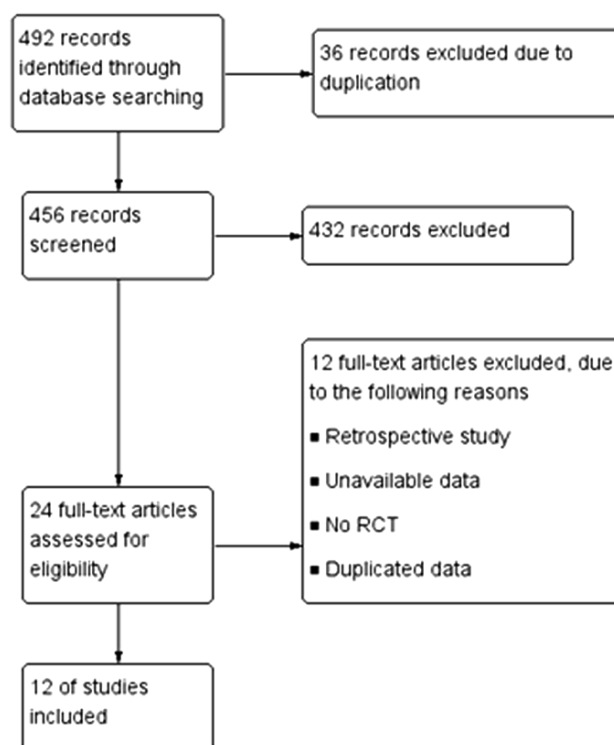 492 records
identified through
database searching
36 records excluded due to
duplication
456 records
screened
432 records excluded
12 full-text articles excluded, due
to the following reasons
▪ Retrospective study
▪ Unavailable data
▪ No RCT
▪ Duplicated data
24 full-text articles
assessed for
eligibility
12 of studies
included